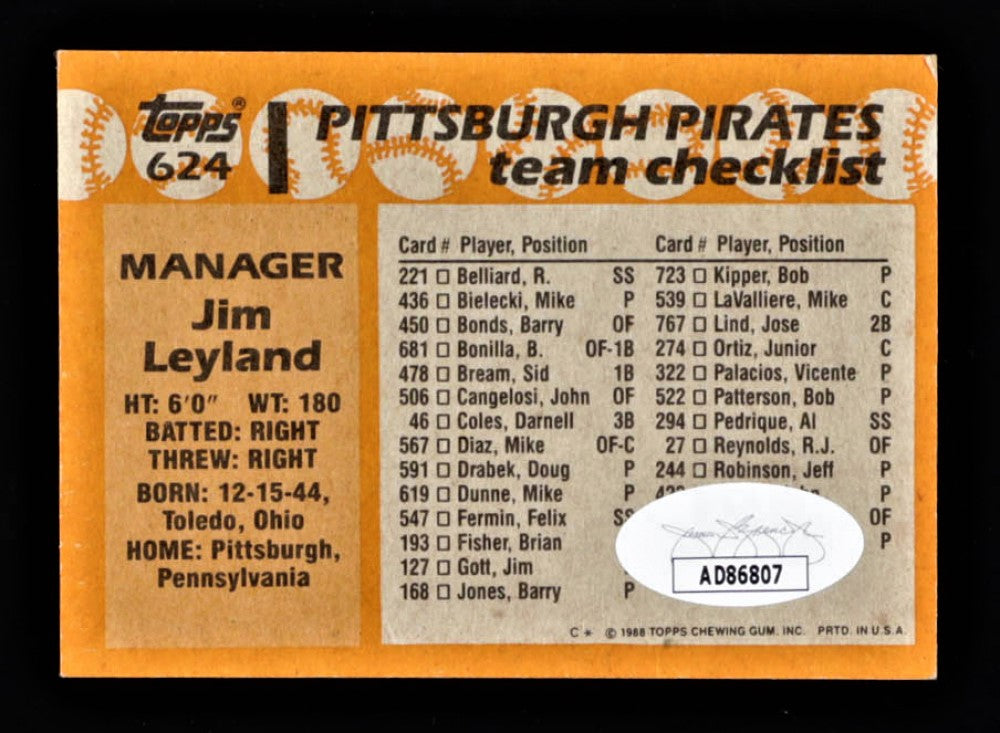 Topps®
624
PITTSBURGH PIRATES
team checklist
MANAGER
Jim
Leyland
HT: 6'0" WT: 180
BATTED: RIGHT
THREW: RIGHT
BORN: 12-15-44,
Toledo, Ohio
HOME: Pittsburgh,
Pennsylvania
Card # Player, Position
221 □ Belliard, R. SS
436 □ Bielecki, Mike P
450 □ Bonds, Barry OF
681 □ Bonilla, B. OF-1B
478 □ Bream, Sid 1B
506 □ Cangelosi, John OF
46 □ Coles, Darnell 3B
567 □ Diaz, Mike OF-C
591 □ Drabek, Doug P
619 □ Dunne, Mike P
547 □ Fermin, Felix SS
193 □ Fisher, Brian
127 □ Gott, Jim
168 □ Jones, Barry P
Card # Player, Position
723 □ Kipper, Bob P
539 □ LaValliere, Mike C
767 □ Lind, Jose 2B
274 □ Ortiz, Junior C
322 □ Palacios, Vicente P
522 □ Patterson, Bob P
294 □ Pedrique, Al SS
27 □ Reynolds, R.J. OF
244 □ Robinson, Jeff P
P
OF
P
AD86807
C * © 1988 TOPPS CHEWING GUM, INC. PRTD. IN U.S.A.